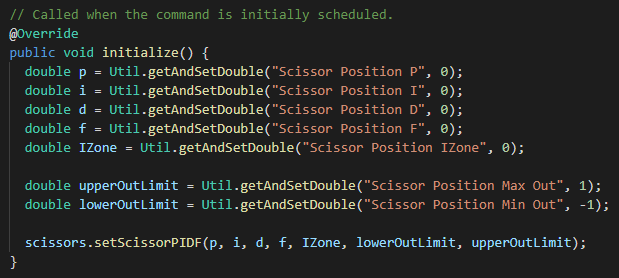 // Called when the command is initially scheduled.
@Override
public void initialize() {
  double p = Util.getAndSetDouble("Scissor Position P", 0);
  double i = Util.getAndSetDouble("Scissor Position I", 0);
  double d = Util.getAndSetDouble("Scissor Position D", 0);
  double f = Util.getAndSetDouble("Scissor Position F", 0);
  double IZone = Util.getAndSetDouble("Scissor Position IZone", 0);
  double upperOutLimit = Util.getAndSetDouble("Scissor Position Max Out", 1);
  double lowerOutLimit = Util.getAndSetDouble("Scissor Position Min Out", -1);
  scissors.setScissorPIDF(p, i, d, f, IZone, lowerOutLimit, upperOutLimit);
}